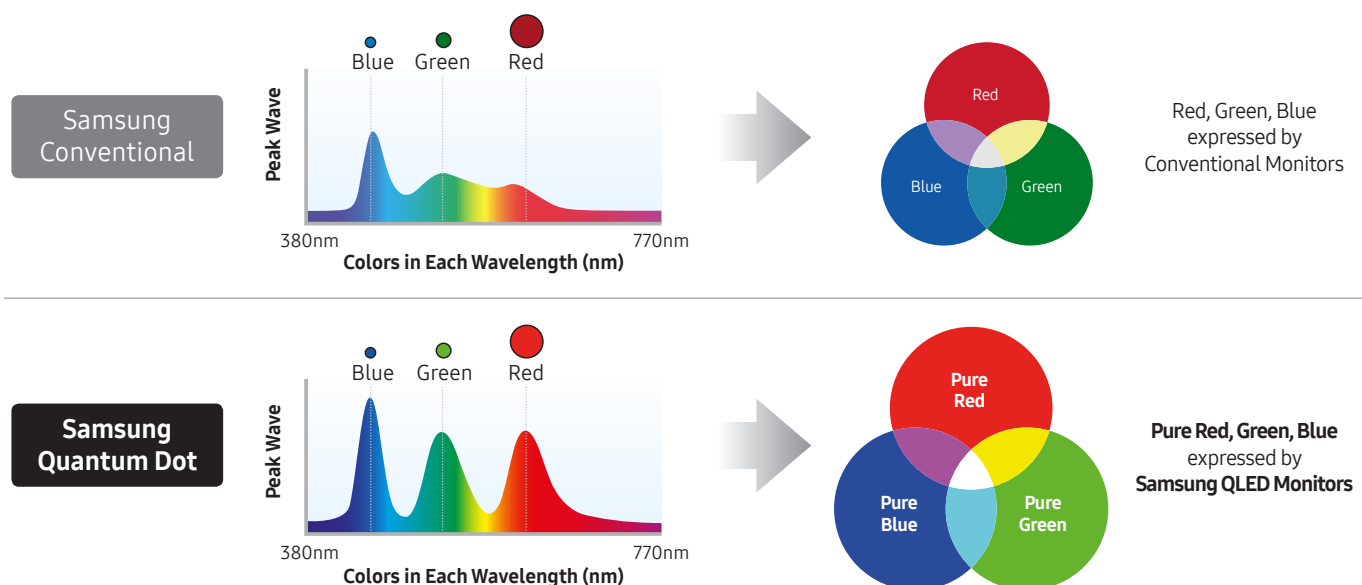 Blue Green Red
Samsung
Conventional
Peak Wave
380nm 770nm
Colors in Each Wavelength (nm)
Red
Blue
Green
Red, Green, Blue
expressed by
Conventional Monitors
Blue Green Red
Samsung
Quantum Dot
Peak Wave
380nm 770nm
Colors in Each Wavelength (nm)
Pure
Red
Pure
Blue
Pure
Green
Pure Red, Green, Blue
expressed by
Samsung QLED Monitors